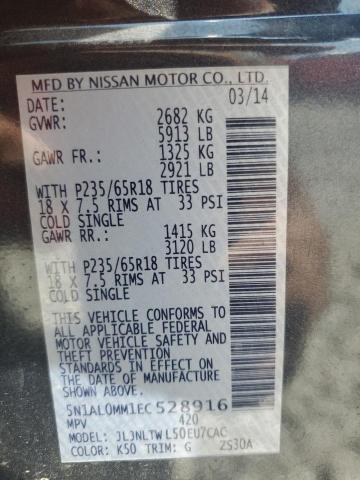 MFD BY NISSAN MOTOR CO., LTD.
DATE: 03/14
GVWR: 2682 KG
5913 LB
GAWR FR.: 1325 KG
2921 LB
WITH P235/65R18 TIRES
18 X 7.5 RIMS AT 33 PSI
COLD SINGLE
GAWR RR.: 1415 KG
3120 LB
WITH P235/65R18 TIRES
18 X 7.5 RIMS AT 33 PSI
COLD SINGLE
THIS VEHICLE CONFORMS TO
ALL APPLICABLE FEDERAL
MOTOR VEHICLE SAFETY
AND THEFT PREVENTION
STANDARDS IN EFFECT
ON THE DATE OF MANUFACTURE
SHOWN ABOVE.
5N1AL0MM1EC528916
MPV 420
MODEL: JL3NLTWL50EU7CAC
COLOR: K50 TRIM: G ZS30A